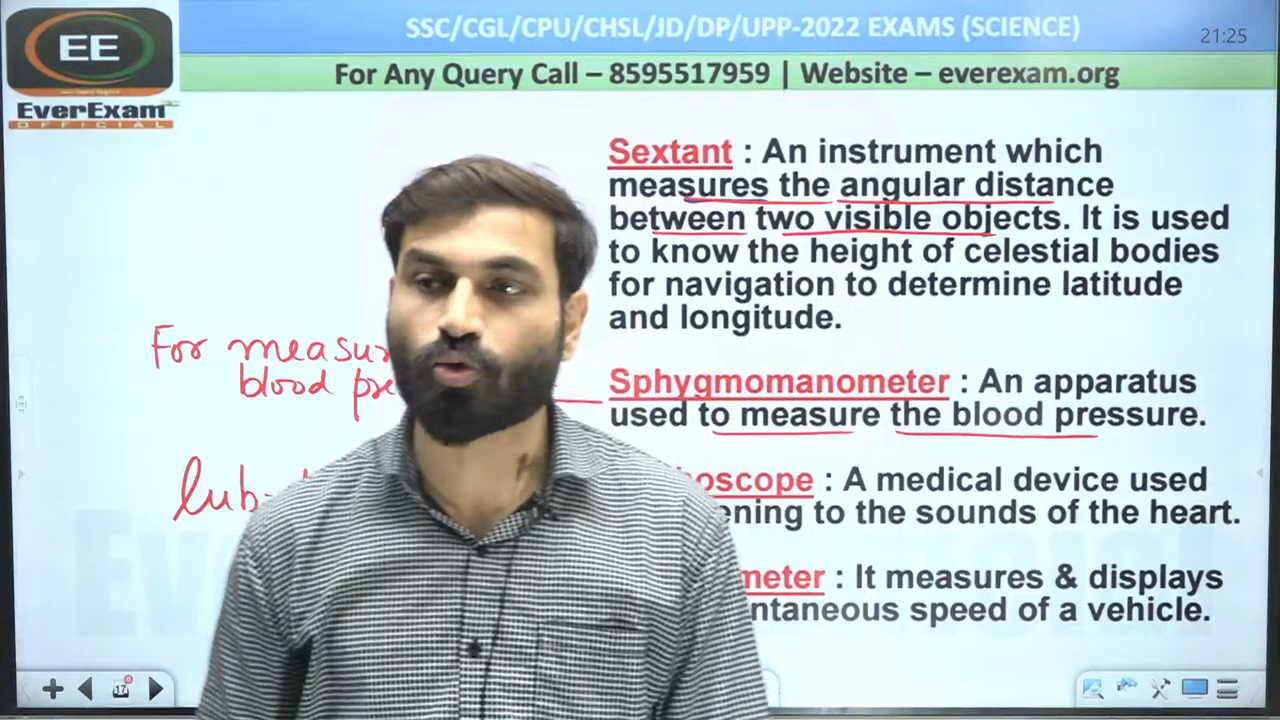 SSC/CGL/CPU/CHSL/JD/DP/UPP-2022 EXAMS (SCIENCE)
21:25
For Any Query Call – 8595517959 | Website – everexam.org
EE
EverExam
OFFICIAL
Sextant : An instrument which
measures the angular distance
between two visible objects. It is used
to know the height of celestial bodies
for navigation to determine latitude
and longitude.
For measur
blood pre
Sphygmomanometer : An apparatus
used to measure the blood pressure.
lub-
oscope : A medical device used
ening to the sounds of the heart.
meter : It measures & displays
ntaneous speed of a vehicle.
17